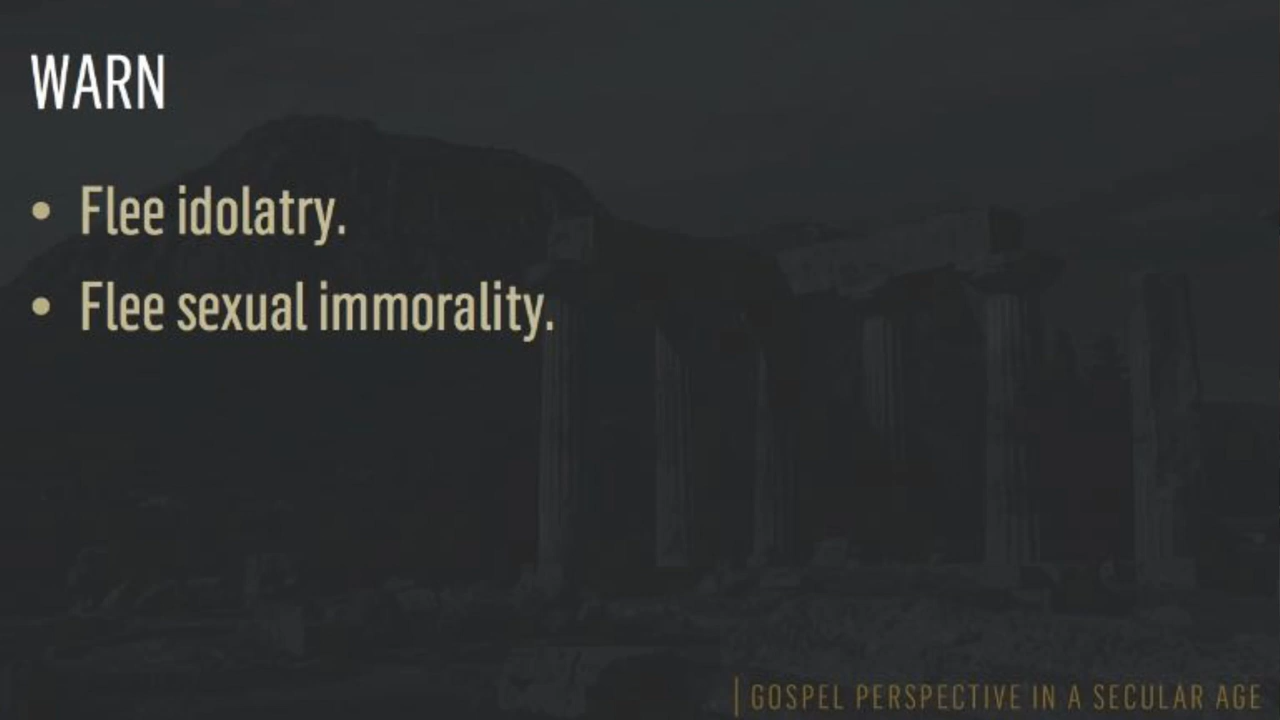 WARN
• Flee idolatry.
• Flee sexual immorality.
| GOSPEL PERSPECTIVE IN A SECULAR AGE